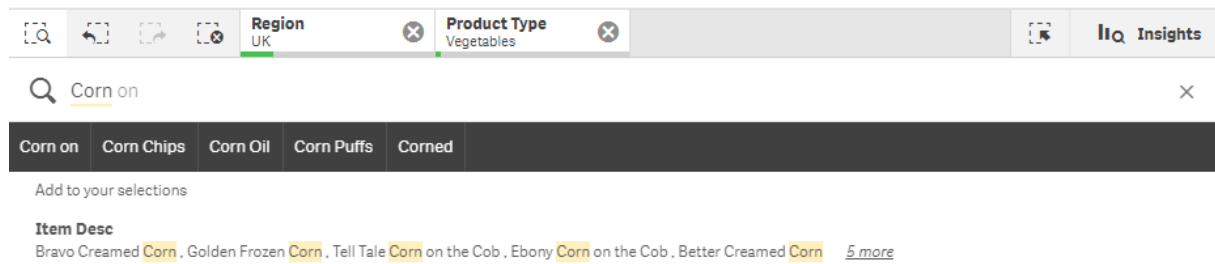 Region
UK
Product Type
Vegetables
Insights
Corn on
Corn on Corn Chips Corn Oil Corn Puffs Corned
Add to your selections
Item Desc
Bravo Creamed Corn , Golden Frozen Corn , Tell Tale Corn on the Cob , Ebony Corn on the Cob , Better Creamed Corn 5 more